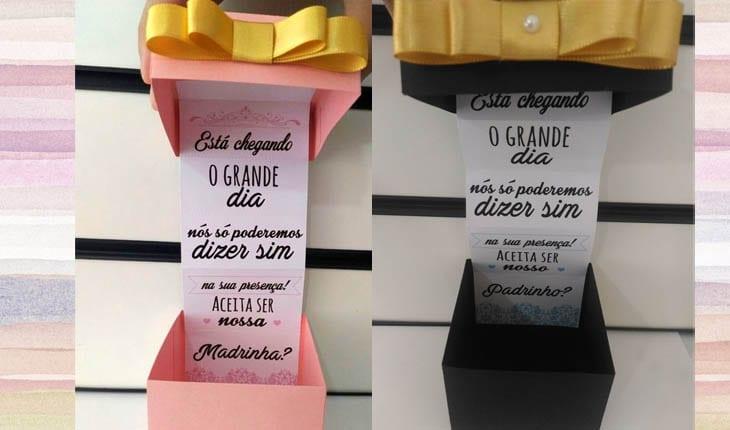 Está chegando
O GRANDE
dia
nós só poderemos
dizer sim
na sua presença!
ACEITA SER
nossa
Madrinha?
Está chegando
O GRANDE
dia
nós só poderemos
dizer sim
na sua presença!
ACEITA SER
nosso
Padrinho?